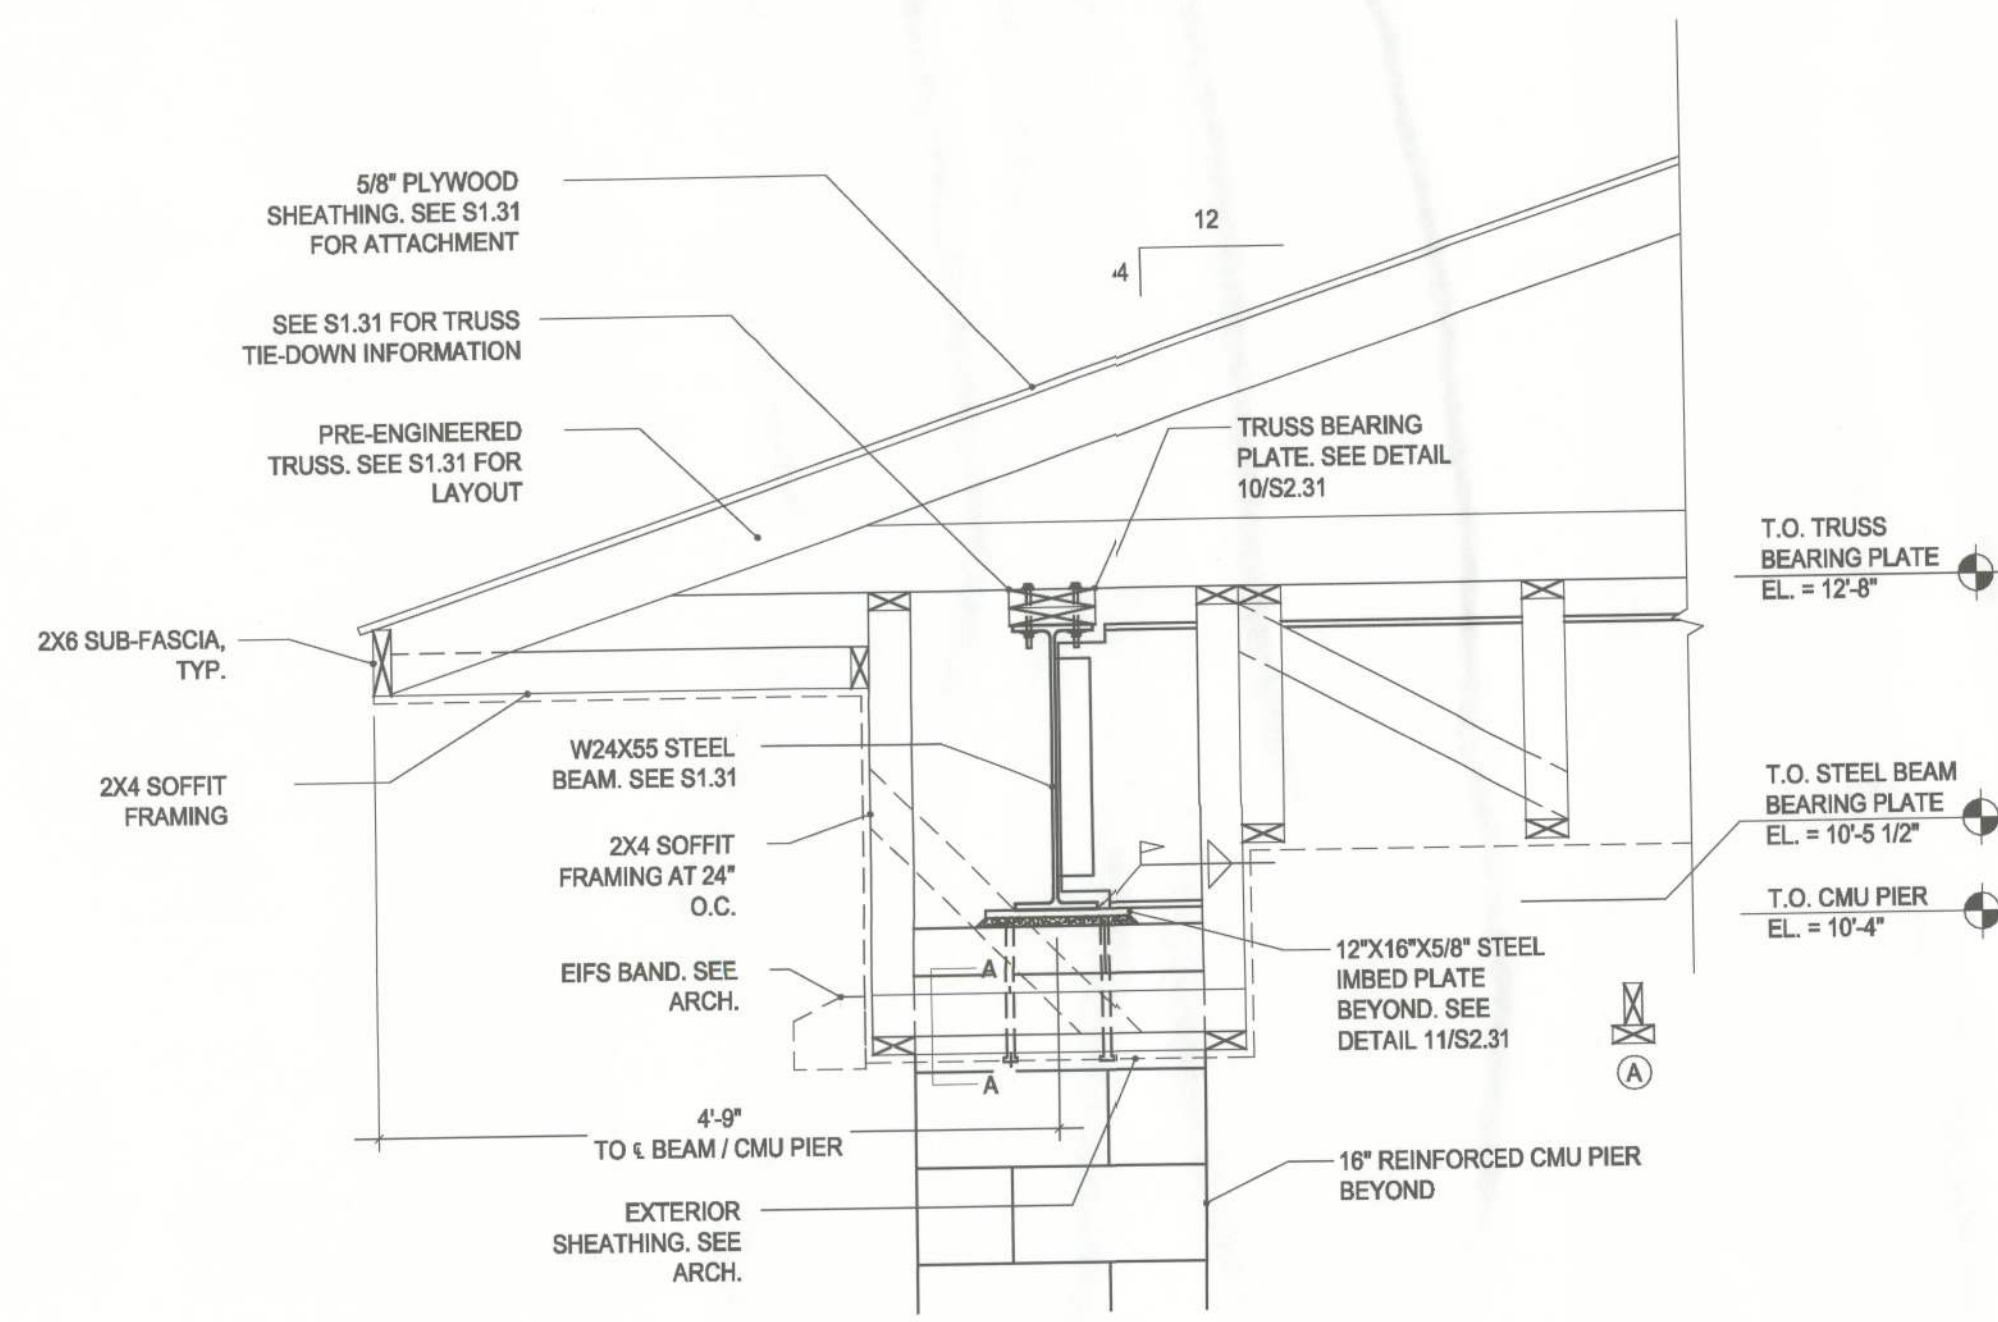 5/8" PLYWOOD
SHEATHING. SEE S1.31
FOR ATTACHMENT
12
4
SEE S1.31 FOR TRUSS
TIE-DOWN INFORMATION
PRE-ENGINEERED
TRUSS. SEE S1.31 FOR
LAYOUT
TRUSS BEARING
PLATE. SEE DETAIL
10/S2.31
T.O. TRUSS
BEARING PLATE
EL. = 12'-8"
2X6 SUB-FASCIA,
TYP.
2X4 SOFFIT
FRAMING
W24X55 STEEL
BEAM. SEE S1.31
2X4 SOFFIT
FRAMING AT 24"
O.C.
T.O. STEEL BEAM
BEARING PLATE
EL. = 10'-5 1/2"
T.O. CMU PIER
EL. = 10'-4"
EIFS BAND. SEE
ARCH.
A
A
12"X16"X5/8" STEEL
IMBED PLATE
BEYOND. SEE
DETAIL 11/S2.31
A
4'-9"
TO ℄ BEAM / CMU PIER
16" REINFORCED CMU PIER
BEYOND
EXTERIOR
SHEATHING. SEE
ARCH.